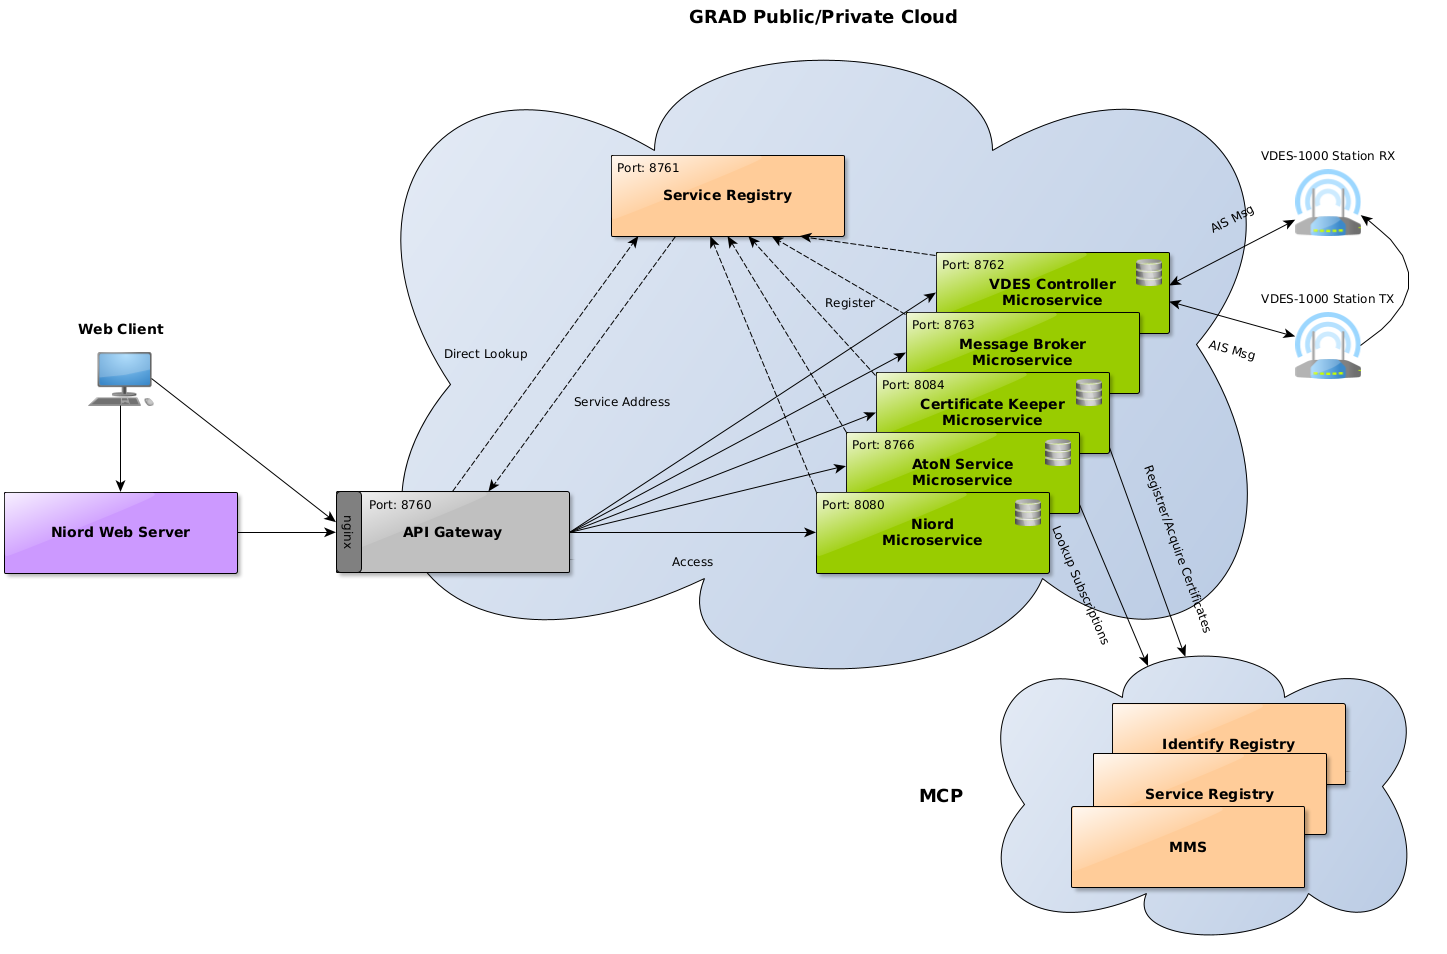 GRAD Public/Private Cloud
Port: 8761
Service Registry
VDES-1000 Station RX
AIS Msg
Port: 8762
VDES Controller
Microservice
VDES-1000 Station TX
AIS Msg
Register
Port: 8763
Message Broker
Microservice
Web Client
Direct Lookup
Service Address
Port: 8084
Certificate Keeper
Microservice
Port: 8766
AtoN Service
Microservice
Niord Web Server
nginx
Port: 8760
API Gateway
Port: 8080
Niord
Microservice
Access
Lookup Subscriptions
Registrer/Acquire Certificates
MCP
Identify Registry
Service Registry
MMS